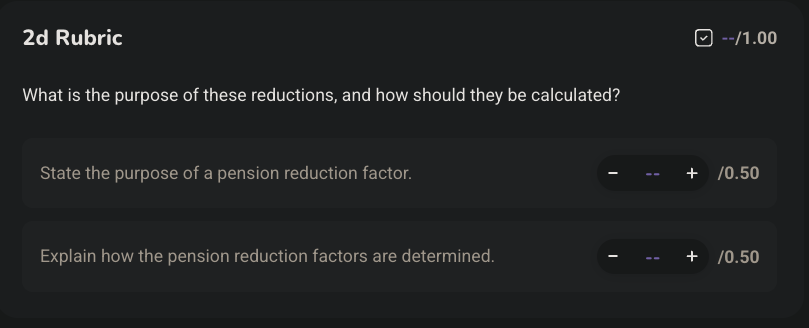 2d Rubric
--/1.00
What is the purpose of these reductions, and how should they be calculated?
State the purpose of a pension reduction factor. − -- + /0.50
Explain how the pension reduction factors are determined. − -- + /0.50